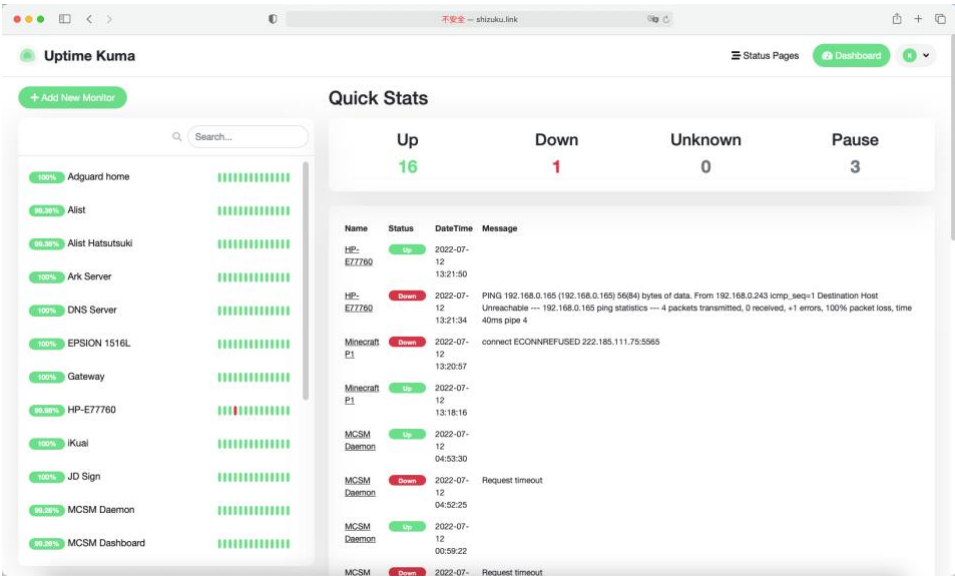 不安全 — shizuku.link
Uptime Kuma
Status Pages
Dashboard
K
+ Add New Monitor
Search...
100% Adguard home
99.36% Alist
99.36% Alist Hatsutsuki
100% Ark Server
100% DNS Server
100% EPSION 1516L
100% Gateway
HP-E77760
100% iKuai
100% JD Sign
99.26% MCSM Daemon
99.26% MCSM Dashboard
Quick Stats
Up Down Unknown Pause
16 1 0 3
Name Status DateTime Message
HP- Up 2022-07-
E77760 12
13:21:50
HP- Down 2022-07- PING 192.168.0.165 (192.168.0.165) 56(84) bytes of data. From 192.168.0.243 icmp_seq=1 Destination Host
E77760 12 Unreachable --- 192.168.0.165 ping statistics --- 4 packets transmitted, 0 received, +1 errors, 100% packet loss, time
13:21:34 40ms pipe 4
Minecraft Down 2022-07- connect ECONNREFUSED 222.185.111.75:5565
P1 12
13:20:57
Minecraft Up 2022-07-
P1 12
13:18:16
MCSM Up 2022-07-
Daemon 12
04:53:30
MCSM Down 2022-07- Request timeout
Daemon 12
04:52:25
MCSM Up 2022-07-
Daemon 12
00:59:22
MCSM Down 2022-07- Request timeout